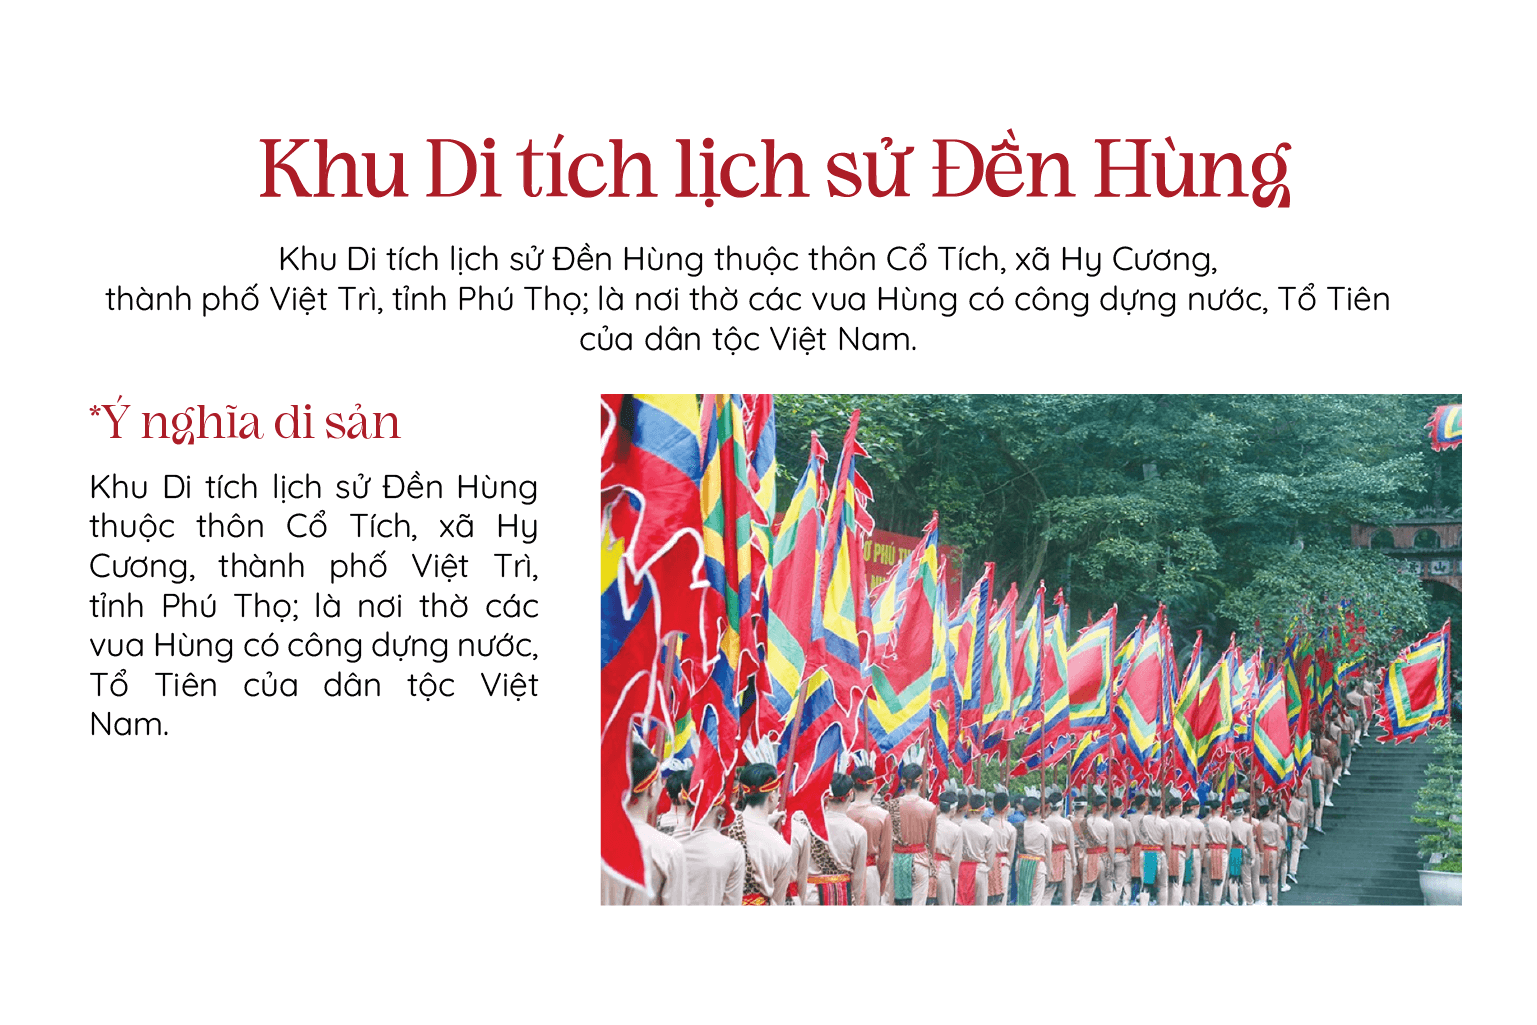 Khu Di tích lịch sử Đền Hùng
Khu Di tích lịch sử Đền Hùng thuộc thôn Cổ Tích, xã Hy Cương,
thành phố Việt Trì, tỉnh Phú Thọ; là nơi thờ các vua Hùng có công dựng nước, Tổ Tiên
của dân tộc Việt Nam.
*Ý nghĩa di sản
Khu Di tích lịch sử Đền Hùng
thuộc thôn Cổ Tích, xã Hy
Cương, thành phố Việt Trì,
tỉnh Phú Thọ; là nơi thờ các
vua Hùng có công dựng nước,
Tổ Tiên của dân tộc Việt
Nam.
PHÚ